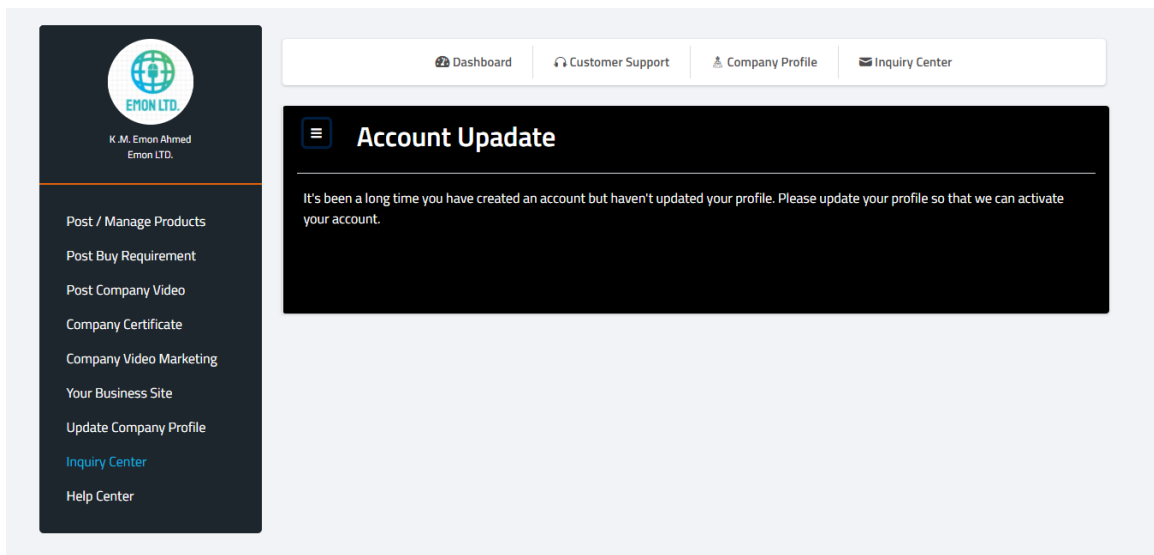 EMON LTD.
K .M. Emon Ahmed
Emon LTD.
Post / Manage Products
Post Buy Requirement
Post Company Video
Company Certificate
Company Video Marketing
Your Business Site
Update Company Profile
Inquiry Center
Help Center
Dashboard
Customer Support
Company Profile
Inquiry Center
Account Upadate
It's been a long time you have created an account but haven't updated your profile. Please update your profile so that we can activate
your account.